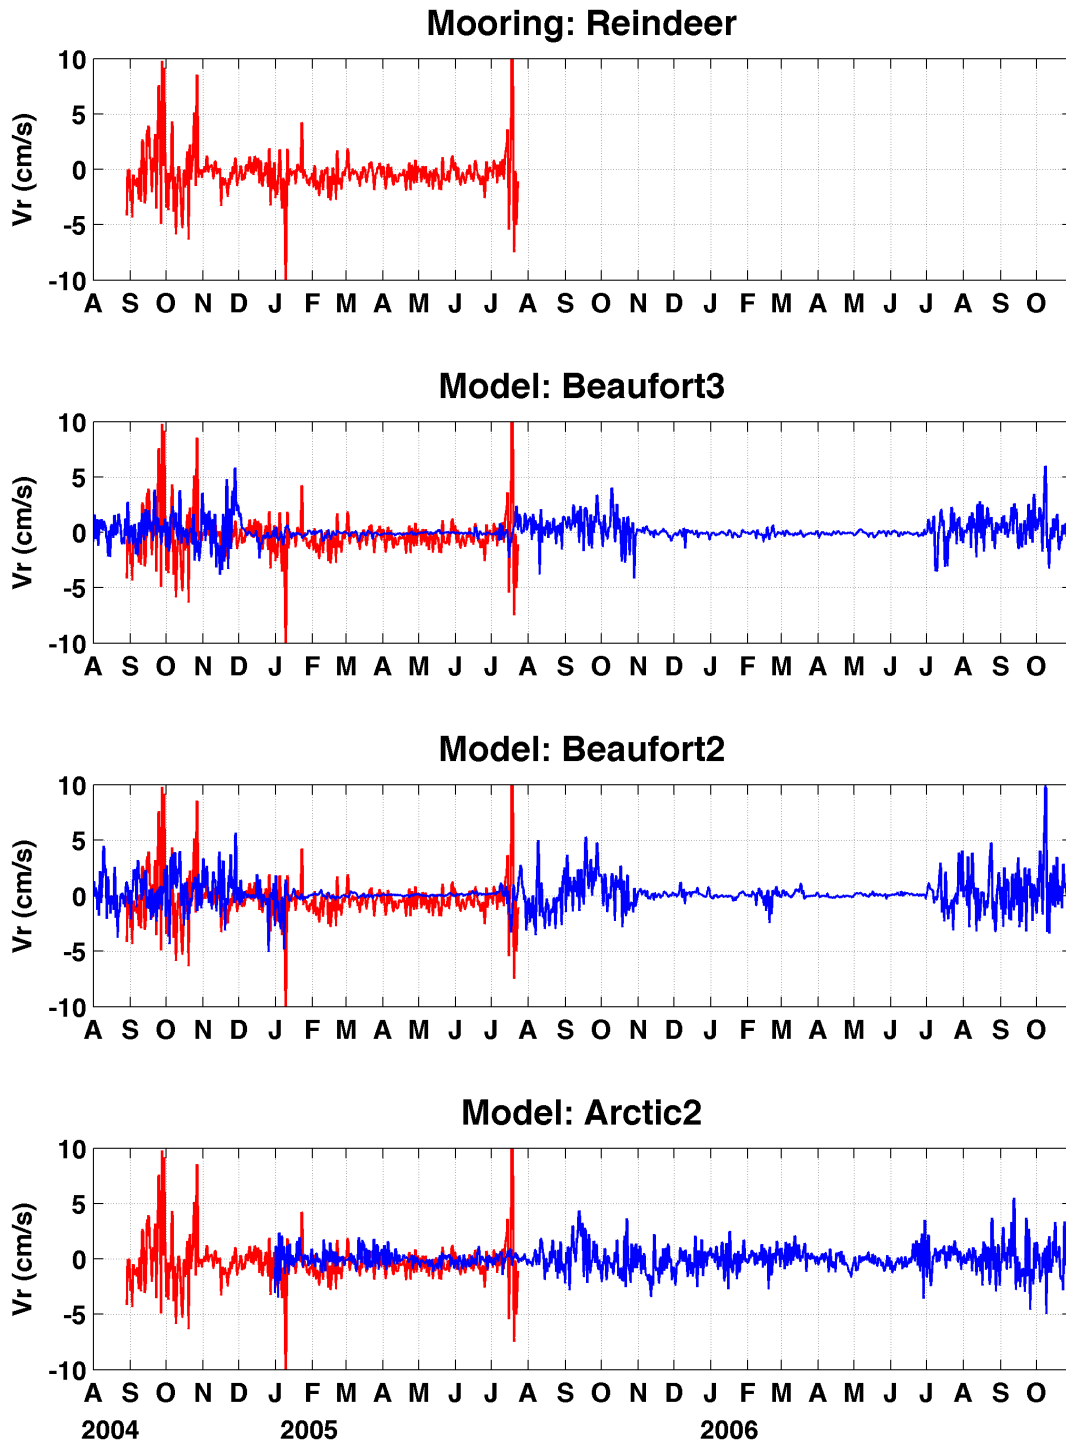 Mooring: Reindeer
10
5
0
-5
-10
Vr (cm/s)
A S O N D J F M A M J J A S O N D J F M A M J J A S O
Model: Beaufort3
10
5
0
-5
-10
Vr (cm/s)
A S O N D J F M A M J J A S O N D J F M A M J J A S O
Model: Beaufort2
10
5
0
-5
-10
Vr (cm/s)
A S O N D J F M A M J J A S O N D J F M A M J J A S O
Model: Arctic2
10
5
0
-5
-10
Vr (cm/s)
A S O N D J F M A M J J A S O N D J F M A M J J A S O
2004 2005 2006